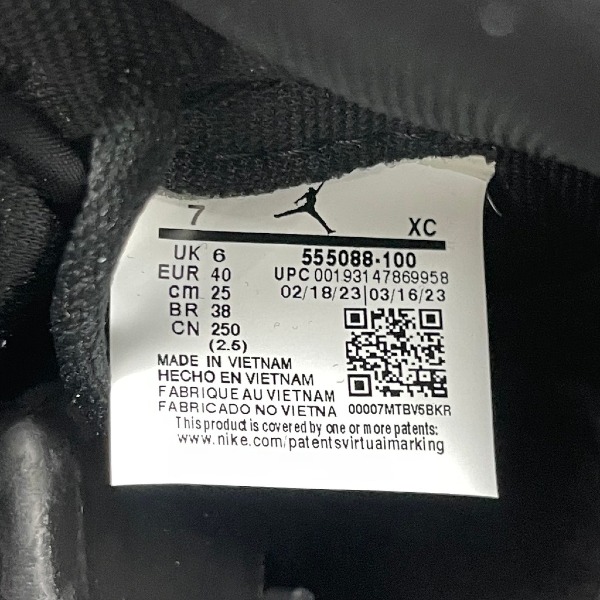 7 XC
UK 6 555088-100
EUR 40 UPC 00193147869958
cm 25 02/18/23|03/16/23
BR 38
CN 250
(2.5)
MADE IN VIETNAM
HECHO EN VIETNAM
FABRIQUE AU VIETNAM
FABRICADO NO VIETNA 00007MTBV5BKR
This product is covered by one or more patents:
www.nike.com/patentsvirtualmarking